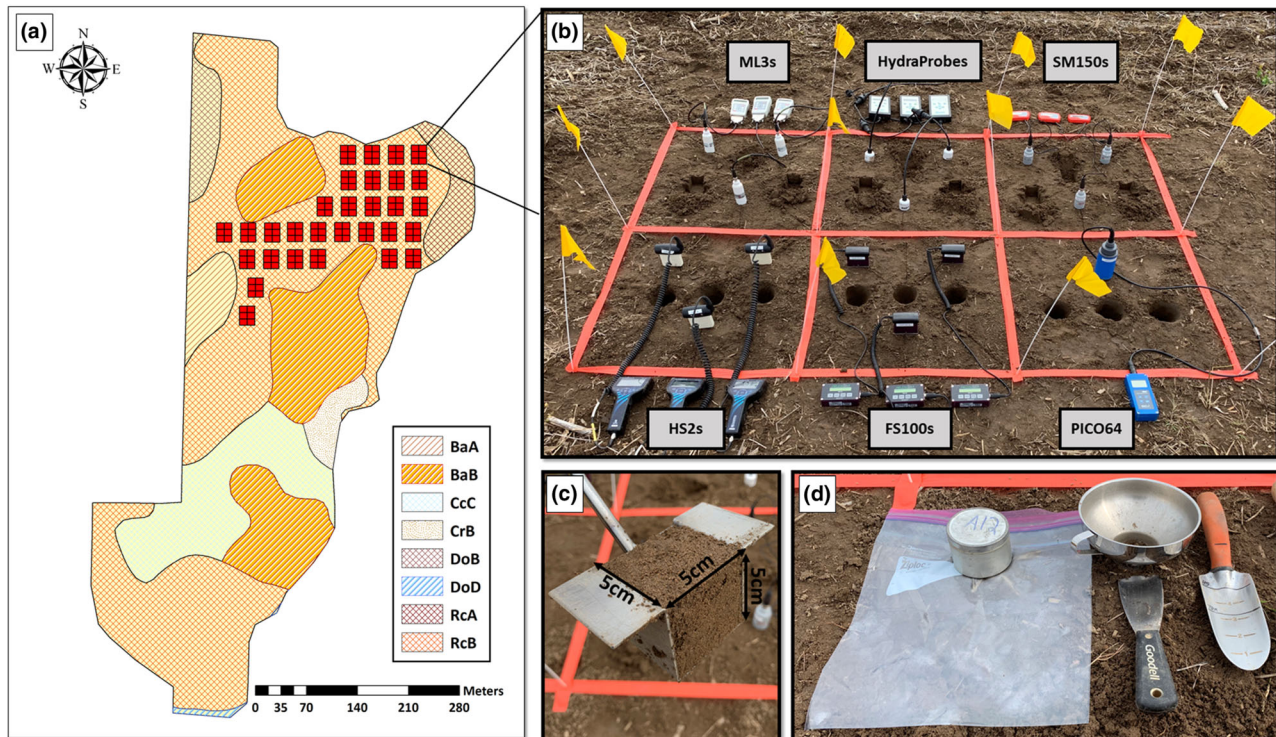 (a)
N
W E
S
BaA
BaB
CcC
CrB
DoB
DoD
RcA
RcB
Meters
0 35 70 140 210 280
(b)
ML3s
HydraProbes
SM150s
HS2s
FS100s
PICO64
(c)
5cm
5cm
5cm
(d)
A12
Ziploc
Goodell